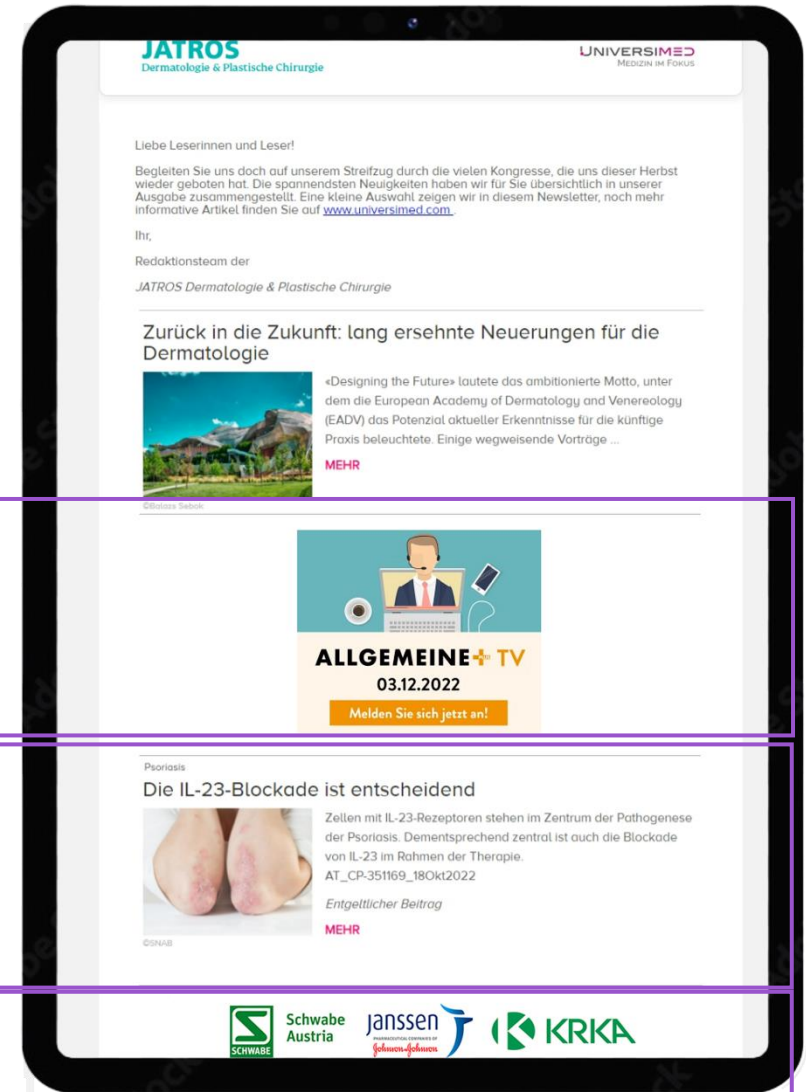 JATROS
Dermatologie & Plastische Chirurgie
UNIVERSIMED
MEDIZIN IM FOKUS
Liebe Leserinnen und Leser!
Begleiten Sie uns doch auf unserem Streifzug durch die vielen Kongresse, die uns dieser Herbst
wieder geboten hat. Die spannendsten Neuigkeiten haben wir für Sie übersichtlich in unserer
Ausgabe zusammengestellt. Eine kleine Auswahl zeigen wir in diesem Newsletter, noch mehr
informative Artikel finden Sie auf www.universimed.com .
Ihr,
Redaktionsteam der
JATROS Dermatologie & Plastische Chirurgie
Zurück in die Zukunft: lang ersehnte Neuerungen für die
Dermatologie
«Designing the Future» lautete das ambitionierte Motto, unter
dem die European Academy of Dermatology and Venereology
(EADV) das Potenzial aktueller Erkenntnisse für die künftige
Praxis beleuchtete. Einige wegweisende Vorträge ...
MEHR
©Balazs Sebok
ALLGEMEINE+ TV
03.12.2022
Melden Sie sich jetzt an!
Psoriasis
Die IL-23-Blockade ist entscheidend
Zellen mit IL-23-Rezeptoren stehen im Zentrum der Pathogenese
der Psoriasis. Dementsprechend zentral ist auch die Blockade
von IL-23 im Rahmen der Therapie.
AT_CP-351169_18Okt2022
Entgeltlicher Beitrag
MEHR
©SNAB
SCHWABE
Schwabe
Austria
janssen
PHARMACEUTICAL COMPANIES OF
Johnson & Johnson
KRKA